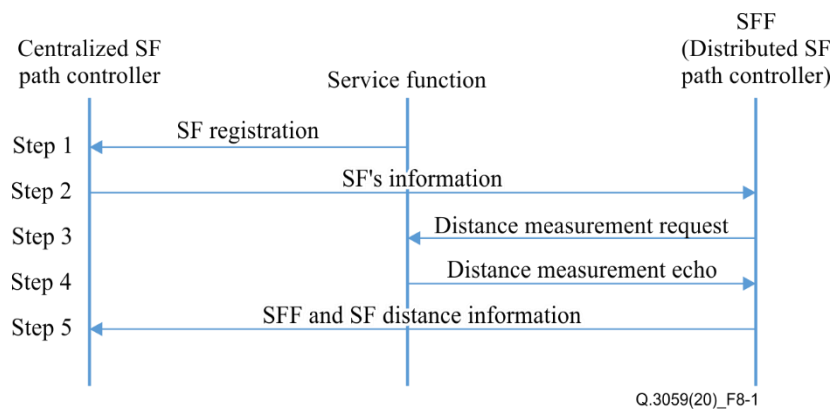 Centralized SF
path controller
Service function
SFF
(Distributed SF
path controller)
Step 1
SF registration
Step 2
SF's information
Step 3
Distance measurement request
Step 4
Distance measurement echo
Step 5
SFF and SF distance information
Q.3059(20)_F8-1